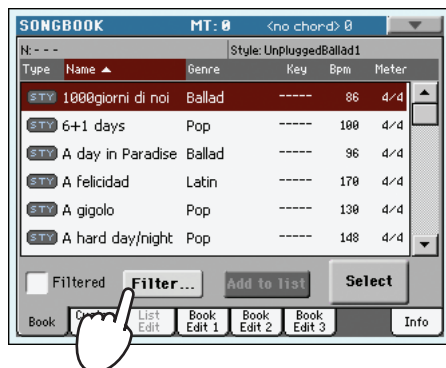 SONGBOOK MT: 0 <no chord> 0
N: - - - Style: UnpluggedBallad1
Type Name Genre Key Bpm Meter
STY 1000giorni di noi Ballad ----- 86 4/4
STY 6+1 days Pop ----- 100 4/4
STY A day in Paradise Ballad ----- 96 4/4
STY A felicidad Latin ----- 170 4/4
STY A gigolo Pop ----- 130 4/4
STY A hard day/night Pop ----- 148 4/4
Filtered Filter... Add to list Select
Book List Edit Book Edit 1 Book Edit 2 Book Edit 3 Info